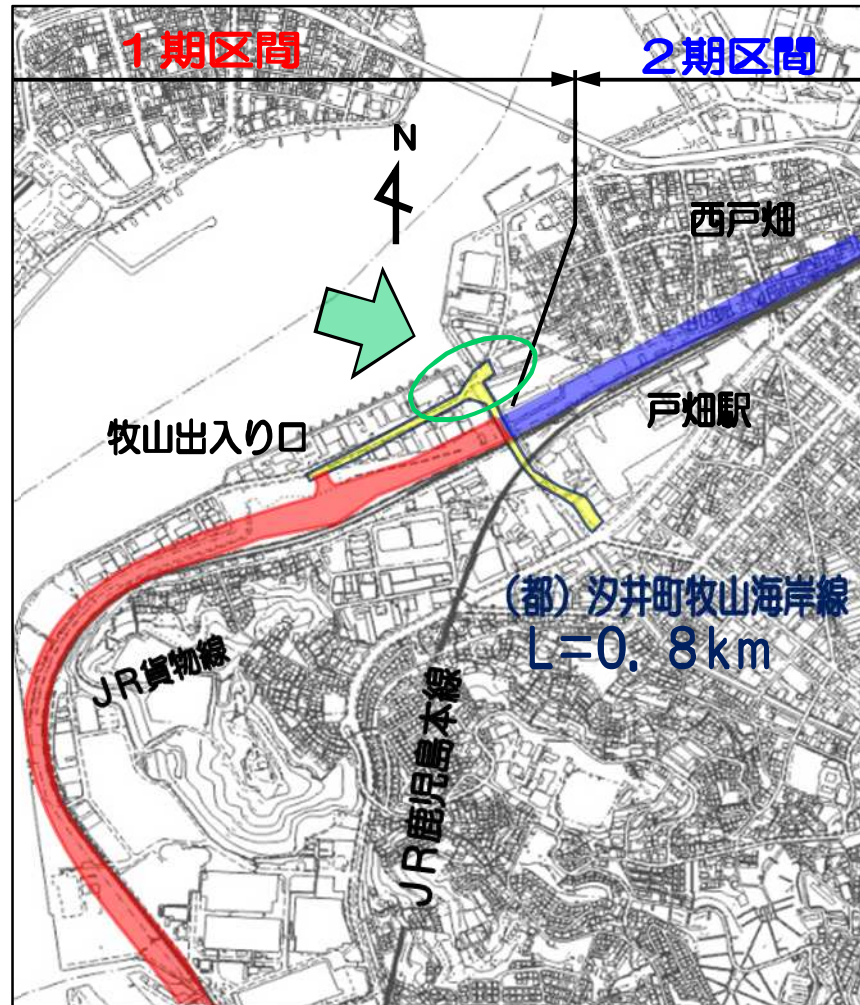 1期区間
2期区間
N
西戸畑
戸畑駅
牧山出入り口
(都)汐井町牧山海岸線
L=0.8km
JR貨物線
JR鹿児島本線